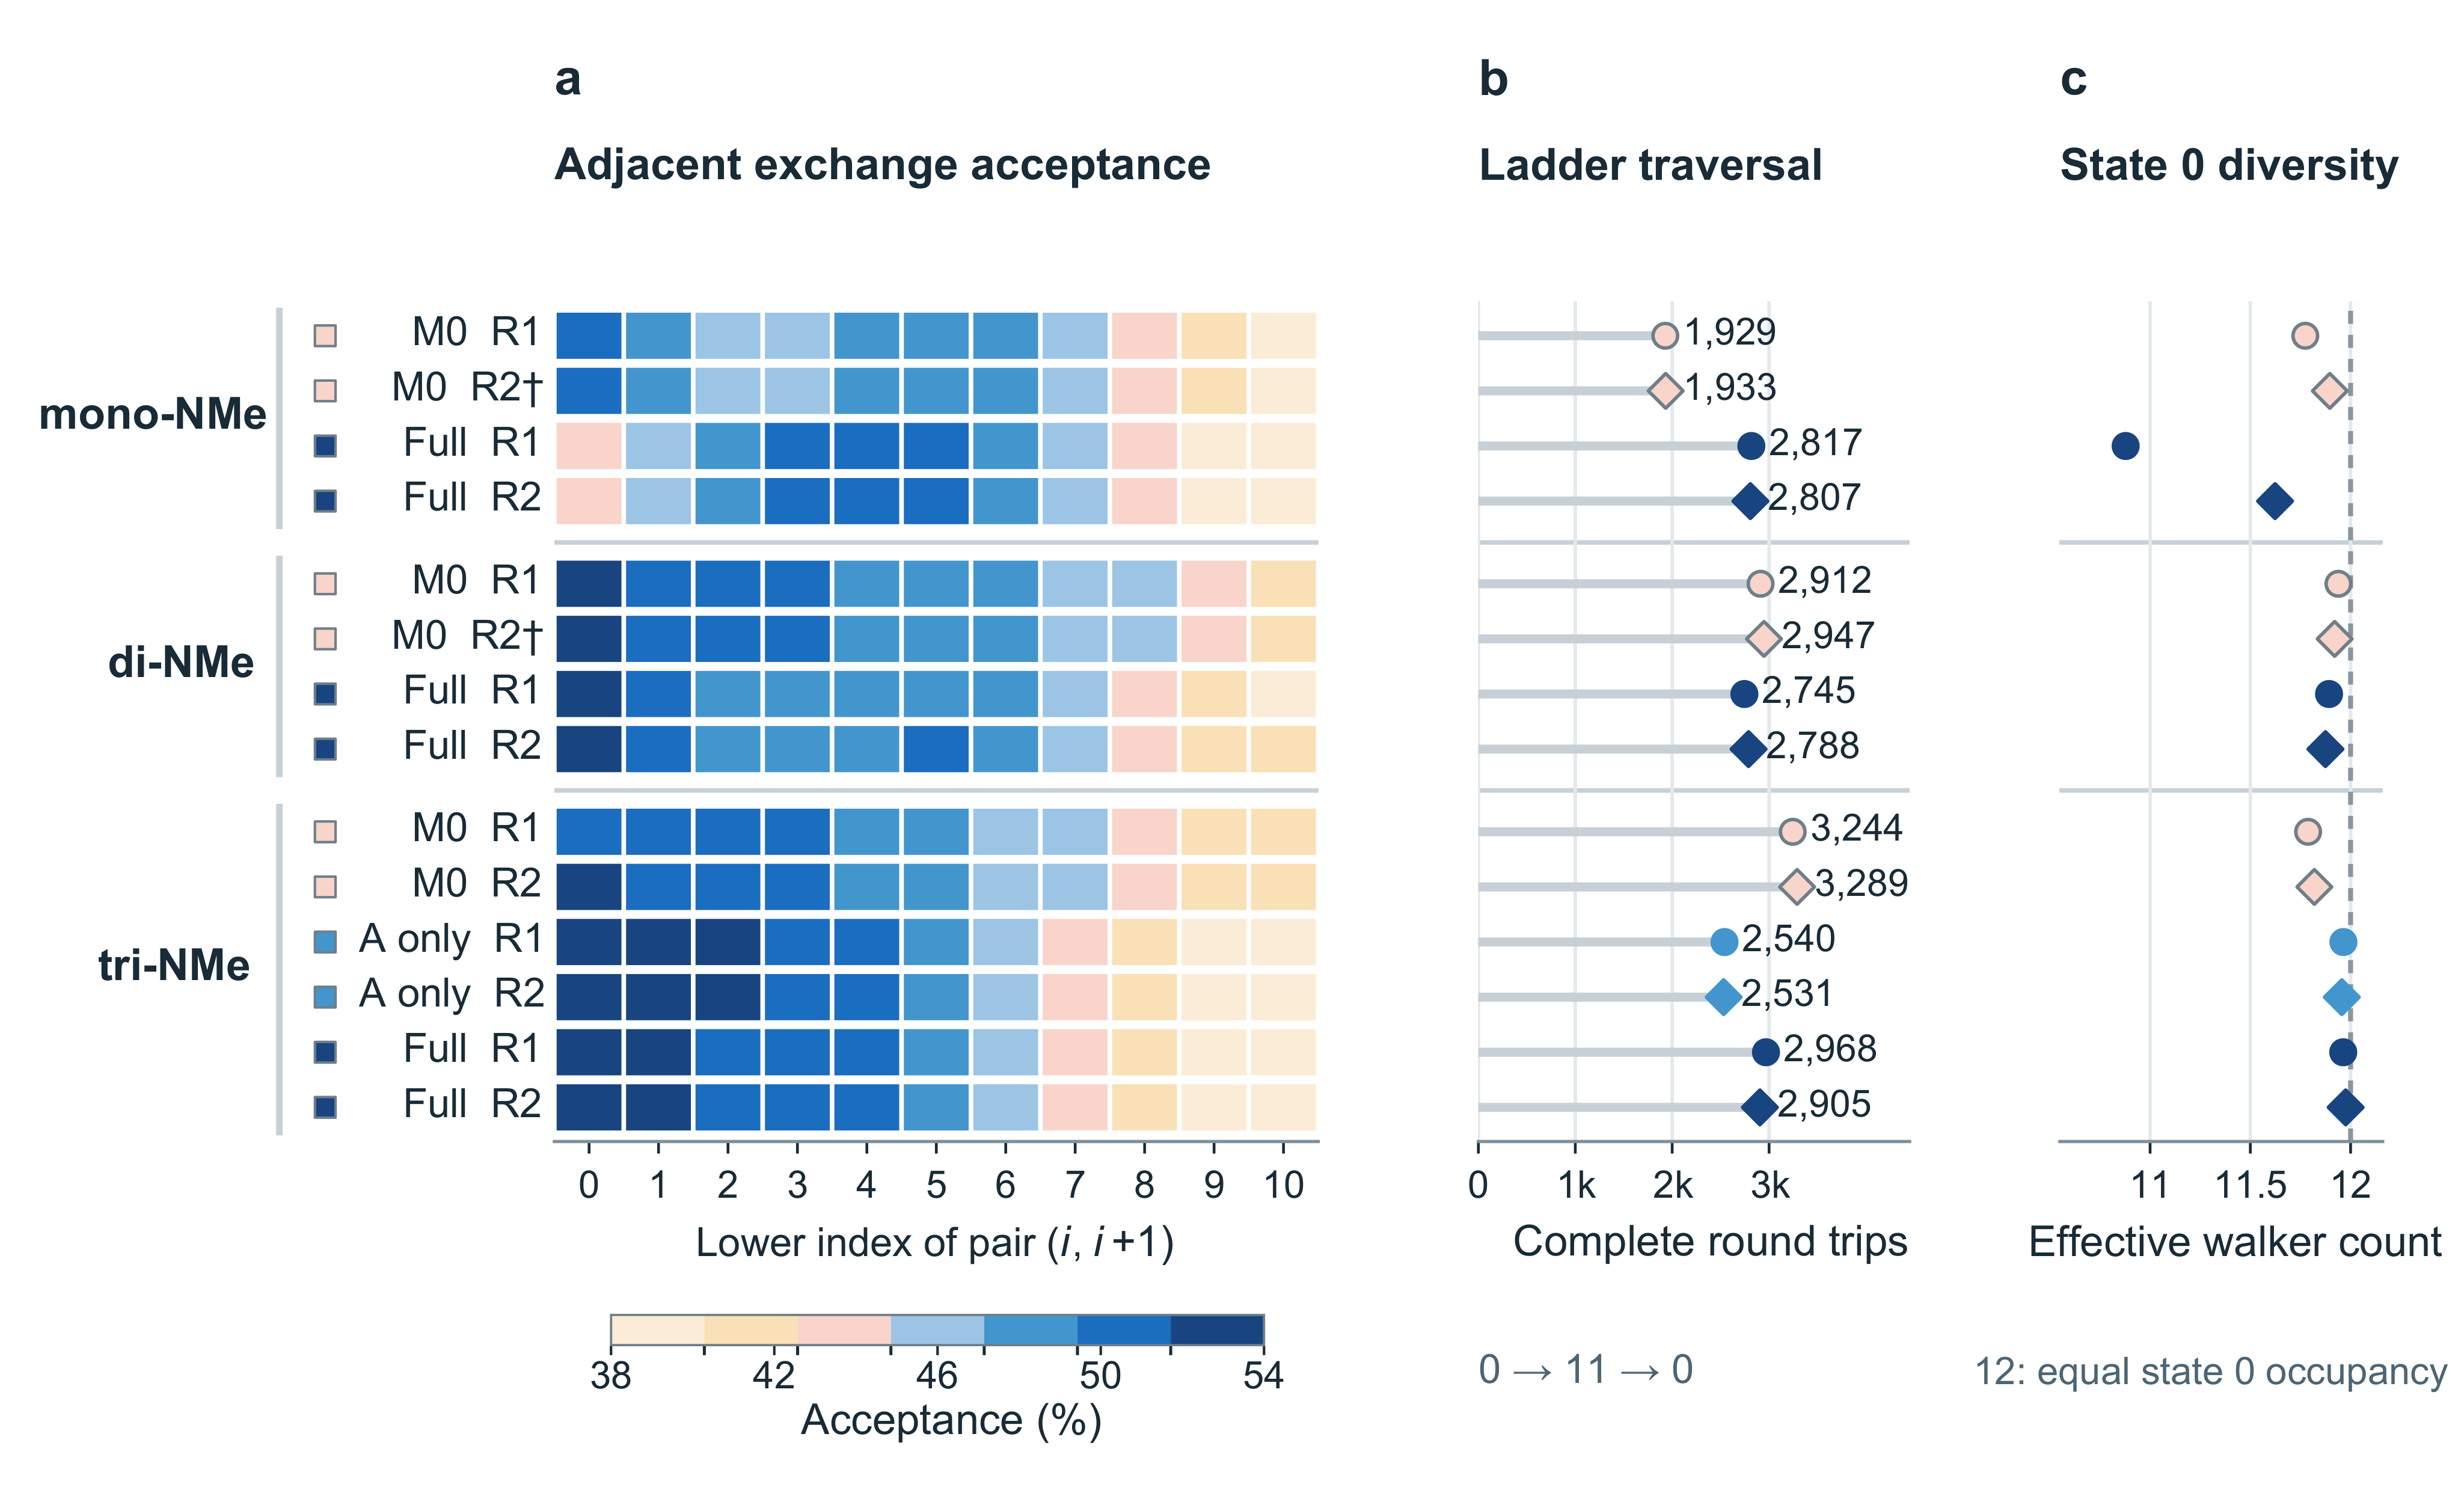 a
Adjacent exchange acceptance
b
Ladder traversal
c
State 0 diversity
mono-NMe
M0 R1
1,929
M0 R2†
1,933
Full R1
2,817
Full R2
2,807
di-NMe
M0 R1
2,912
M0 R2†
2,947
Full R1
2,745
Full R2
2,788
tri-NMe
M0 R1
3,244
M0 R2
3,289
A only R1
2,540
A only R2
2,531
Full R1
2,968
Full R2
2,905
0 1 2 3 4 5 6 7 8 9 10
Lower index of pair (i, i+1)
0 1k 2k 3k
Complete round trips
11 11.5 12
Effective walker count
38 42 46 50 54
Acceptance (%)
0 → 11 → 0
12: equal state 0 occupancy